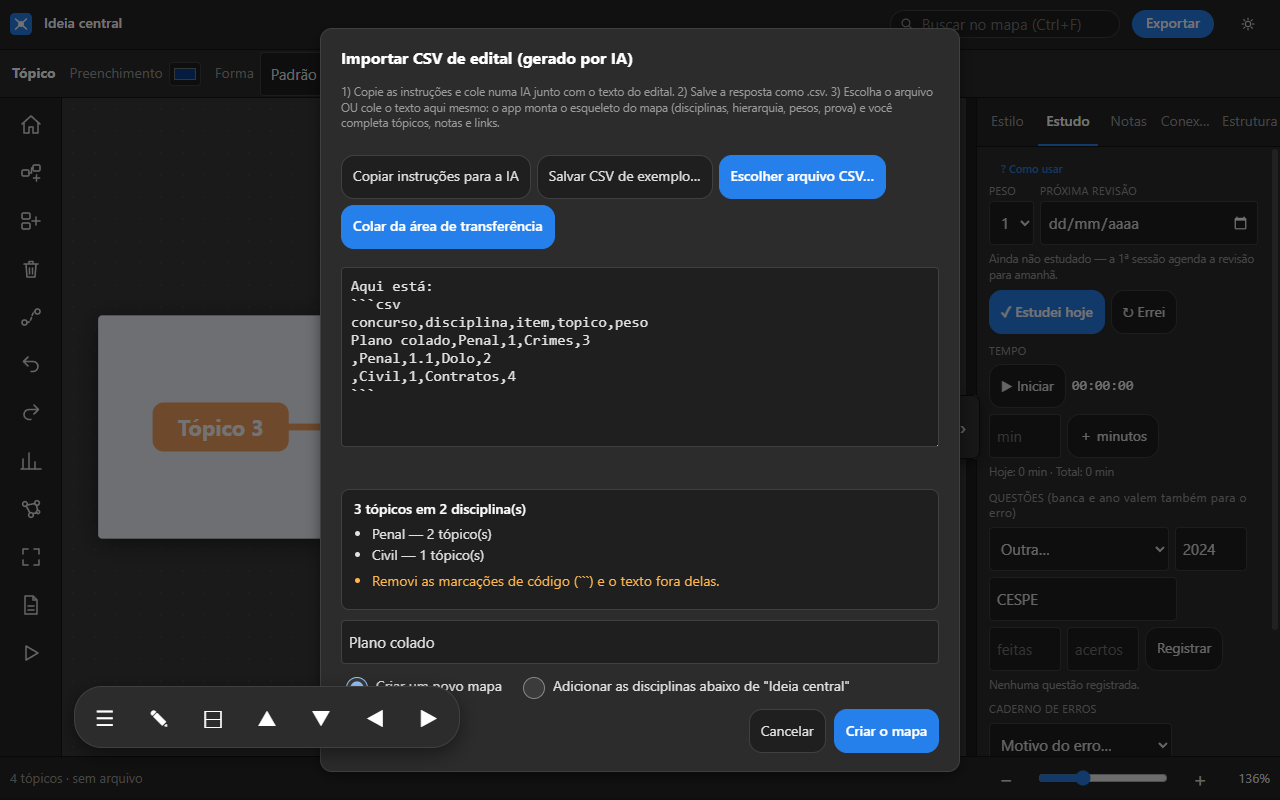 Ideia central
Buscar no mapa (Ctrl+F)
Exportar
Tópico
Preenchimento
Forma
Padrão
Importar CSV de edital (gerado por IA)
1) Copie as instruções e cole numa IA junto com o texto do edital. 2) Salve a resposta como .csv. 3) Escolha o arquivo
OU cole o texto aqui mesmo: o app monta o esqueleto do mapa (disciplinas, hierarquia, pesos, prova) e você
completa tópicos, notas e links.
Copiar instruções para a IA
Salvar CSV de exemplo...
Escolher arquivo CSV...
Colar da área de transferência
Aqui está:
```csv
concurso,disciplina,item,topico,peso
Plano colado,Penal,1,Crimes,3
,Penal,1.1,Dolo,2
,Civil,1,Contratos,4
```
3 tópicos em 2 disciplina(s)
• Penal — 2 tópico(s)
• Civil — 1 tópico(s)
• Removi as marcações de código (```) e o texto fora delas.
Plano colado
Criar um novo mapa
Adicionar as disciplinas abaixo de "Ideia central"
Cancelar
Criar o mapa
Tópico 3
Estilo
Estudo
Notas
Conex...
Estrutura
? Como usar
PESO
PRÓXIMA REVISÃO
1
dd/mm/aaaa
Ainda não estudado — a 1ª sessão agenda a revisão
para amanhã.
✓ Estudei hoje
↻ Errei
TEMPO
▶ Iniciar
00:00:00
min
+ minutos
Hoje: 0 min · Total: 0 min
QUESTÕES (banca e ano valem também para o
erro)
Outra...
2024
CESPE
feitas
acertos
Registrar
Nenhuma questão registrada.
CADERNO DE ERROS
Motivo do erro...
4 tópicos · sem arquivo
136%